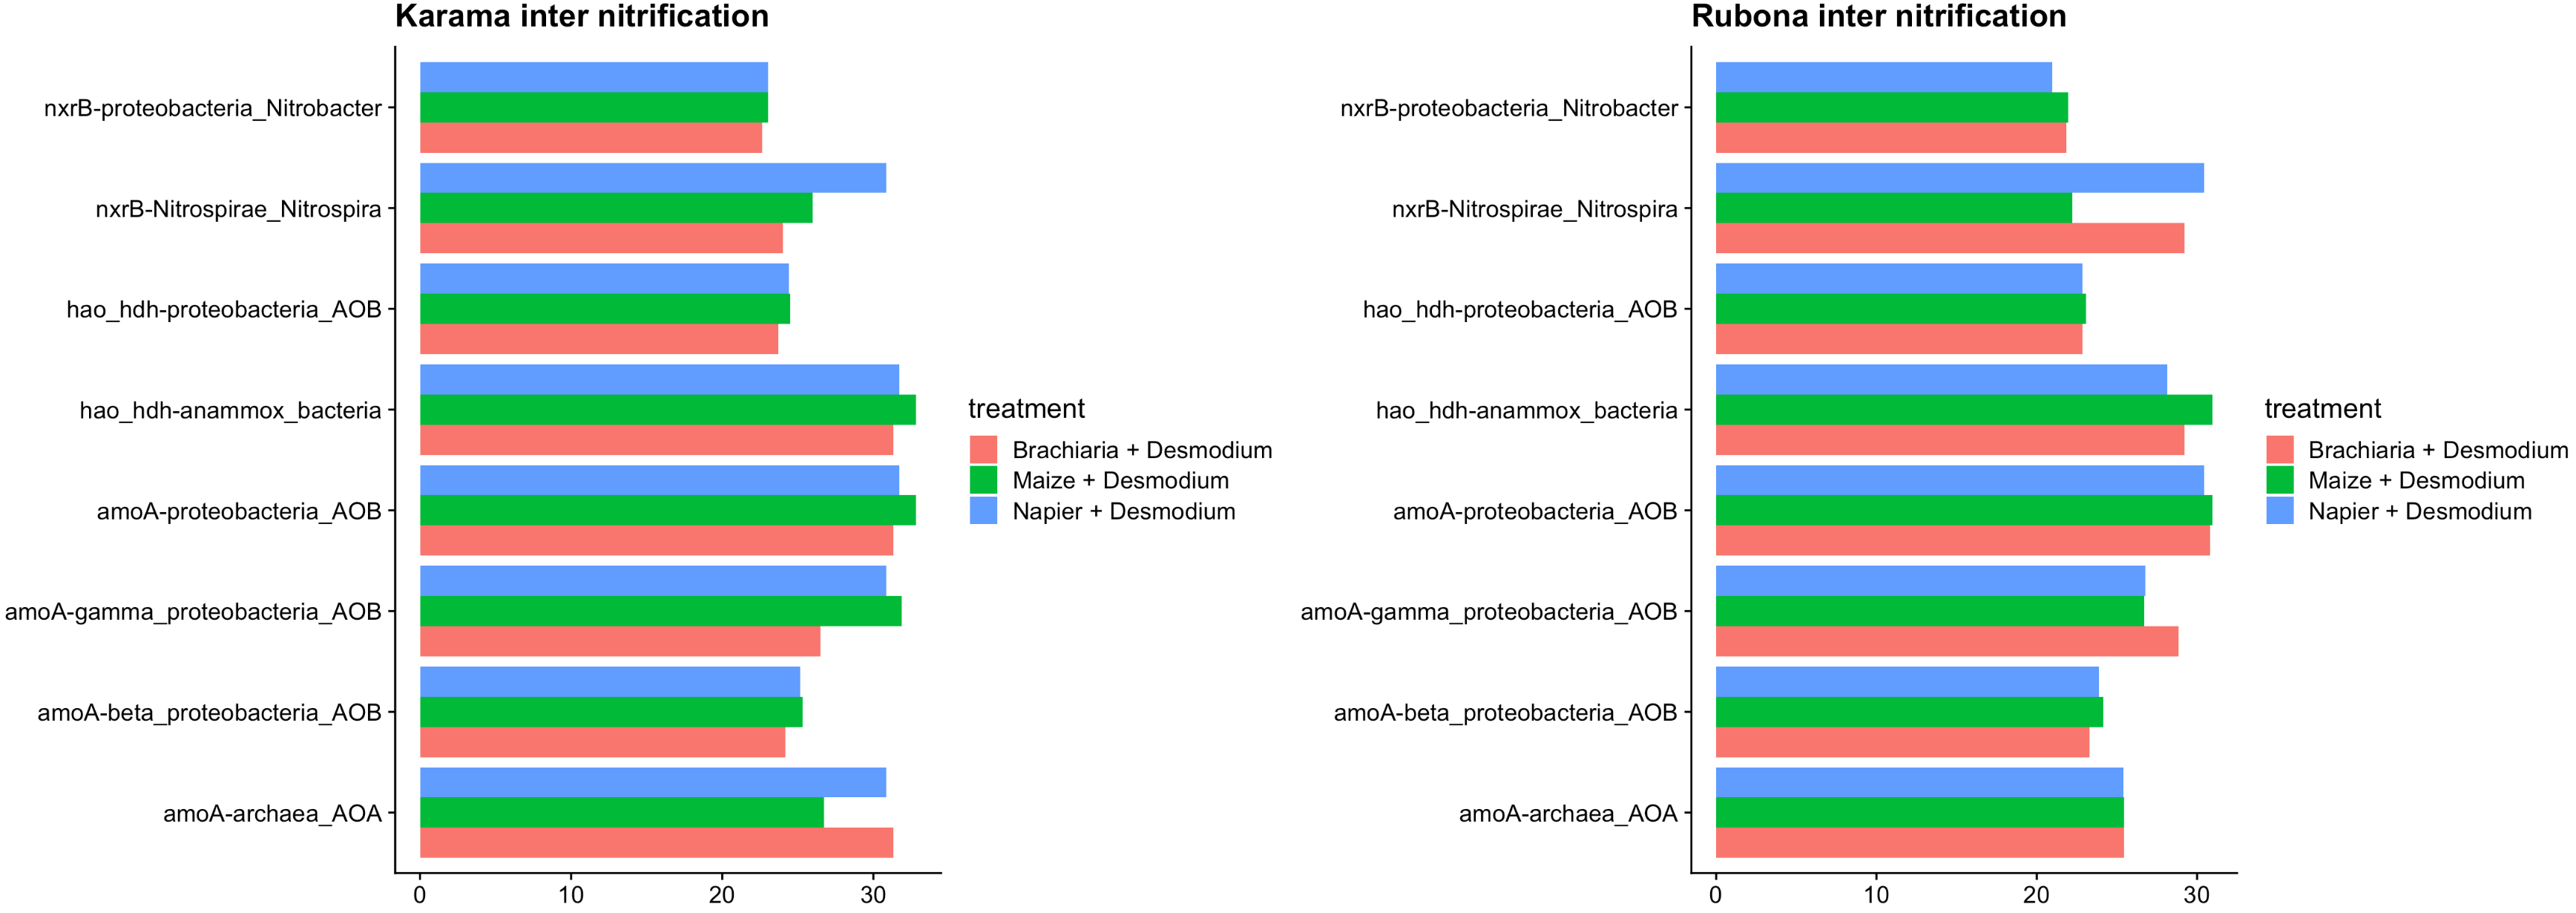 Karama inter nitrification
nxrB-proteobacteria_Nitrobacter
nxrB-Nitrospirae_Nitrospira
hao_hdh-proteobacteria_AOB
hao_hdh-anammox_bacteria
amoA-proteobacteria_AOB
amoA-gamma_proteobacteria_AOB
amoA-beta_proteobacteria_AOB
amoA-archaea_AOA
0 10 20 30
treatment
Brachiaria + Desmodium
Maize + Desmodium
Napier + Desmodium
Rubona inter nitrification
nxrB-proteobacteria_Nitrobacter
nxrB-Nitrospirae_Nitrospira
hao_hdh-proteobacteria_AOB
hao_hdh-anammox_bacteria
amoA-proteobacteria_AOB
amoA-gamma_proteobacteria_AOB
amoA-beta_proteobacteria_AOB
amoA-archaea_AOA
0 10 20 30
treatment
Brachiaria + Desmodium
Maize + Desmodium
Napier + Desmodium